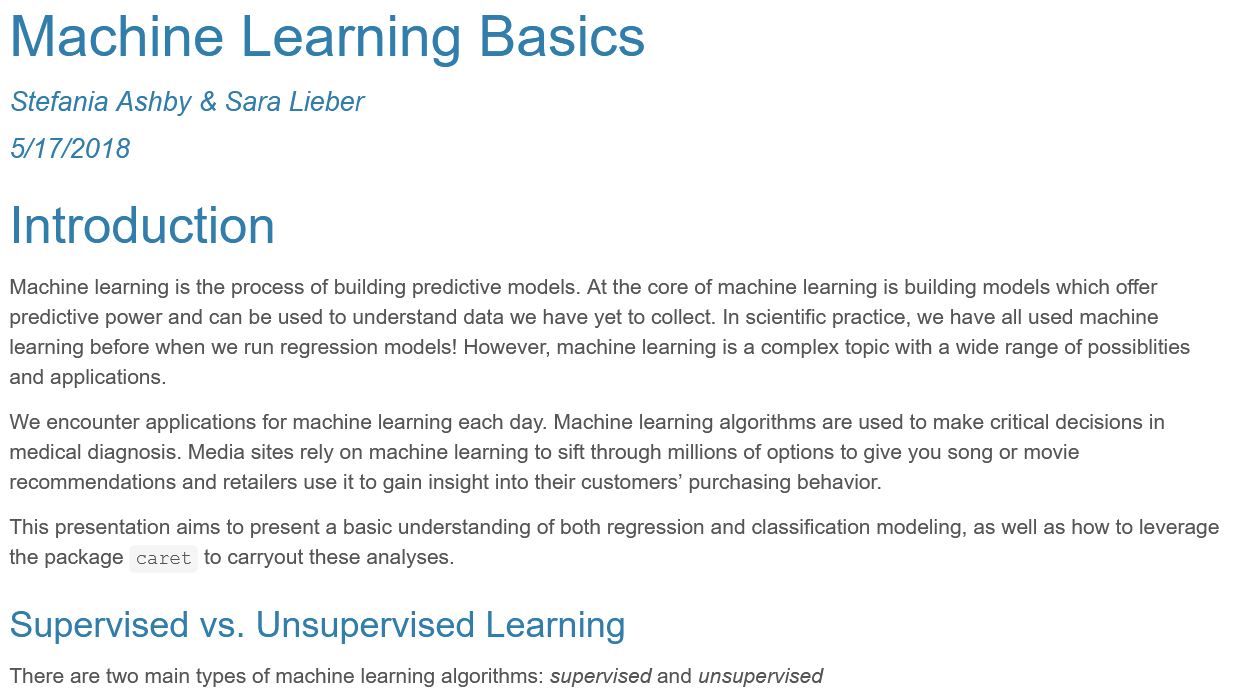 Machine Learning Basics
Stefania Ashby & Sara Lieber
5/17/2018
Introduction
Machine learning is the process of building predictive models. At the core of machine learning is building models which offer
predictive power and can be used to understand data we have yet to collect. In scientific practice, we have all used machine
learning before when we run regression models! However, machine learning is a complex topic with a wide range of possiblities
and applications.
We encounter applications for machine learning each day. Machine learning algorithms are used to make critical decisions in
medical diagnosis. Media sites rely on machine learning to sift through millions of options to give you song or movie
recommendations and retailers use it to gain insight into their customers’ purchasing behavior.
This presentation aims to present a basic understanding of both regression and classification modeling, as well as how to leverage
the package caret to carryout these analyses.
Supervised vs. Unsupervised Learning
There are two main types of machine learning algorithms: supervised and unsupervised